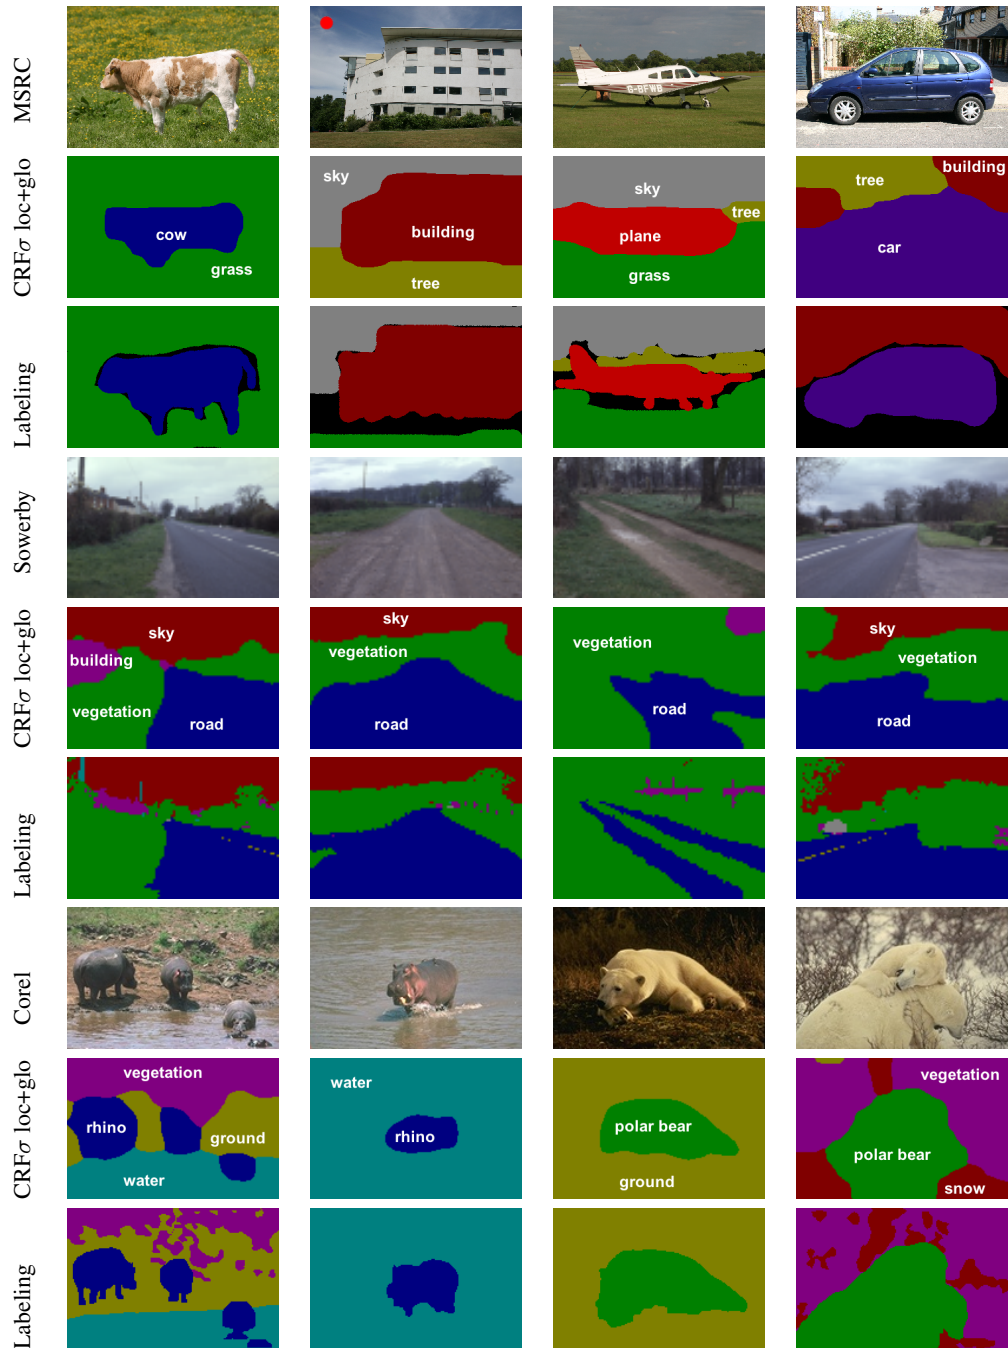 MSRC
G-BFWB
CRFσ loc+glo
cow
grass
sky
building
tree
sky
tree
plane
grass
building
tree
car
Labeling
Sowerby
CRFσ loc+glo
sky
building
vegetation
road
sky
vegetation
road
vegetation
road
sky
vegetation
road
Labeling
Corel
CRFσ loc+glo
vegetation
rhino
ground
water
water
rhino
polar bear
ground
vegetation
polar bear
snow
Labeling